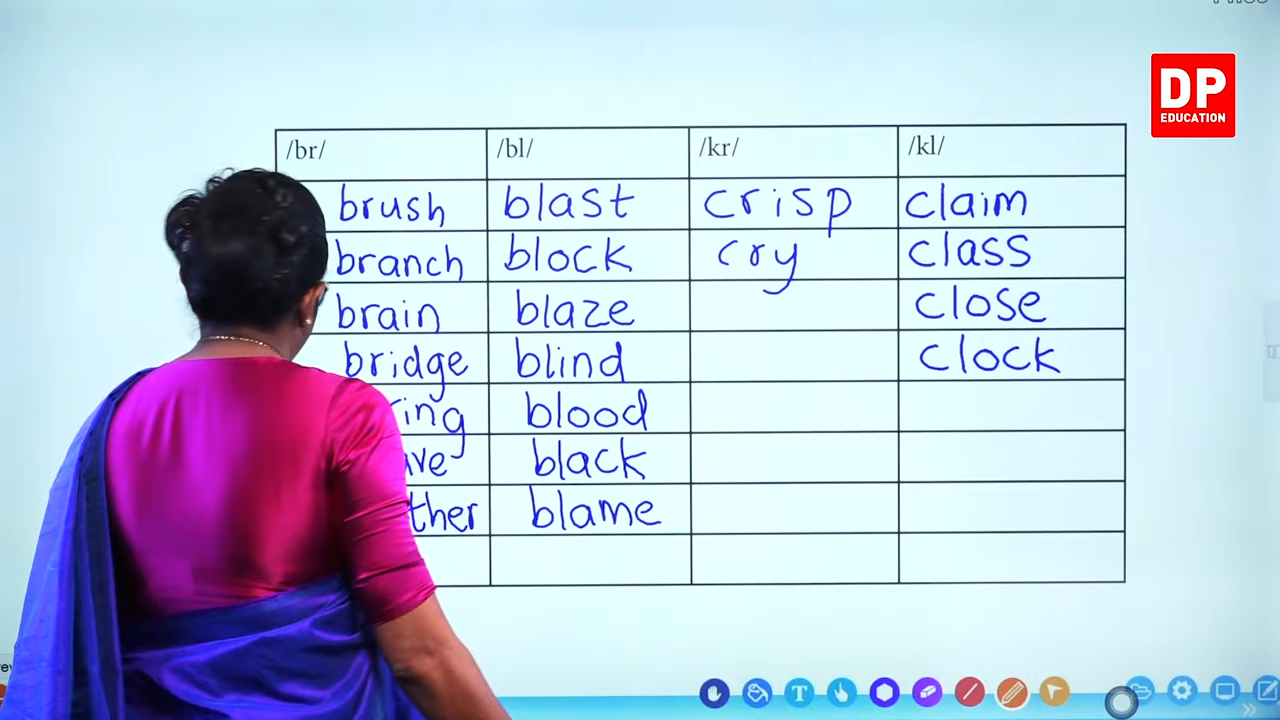 DP
EDUCATION
/br/ /bl/ /kr/ /kl/
brush blast crisp claim
branch block cry class
brain blaze close
bridge blind clock
blood
black
blame